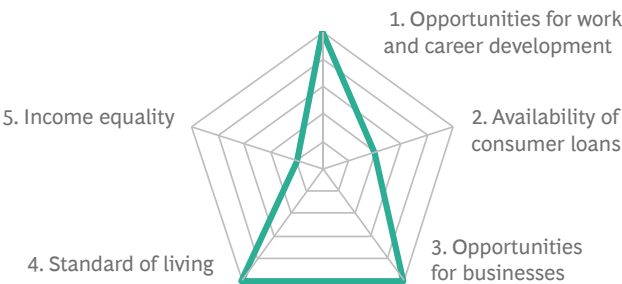 1. Opportunities for work
and career development
2. Availability of
consumer loans
3. Opportunities
for businesses
4. Standard of living
5. Income equality